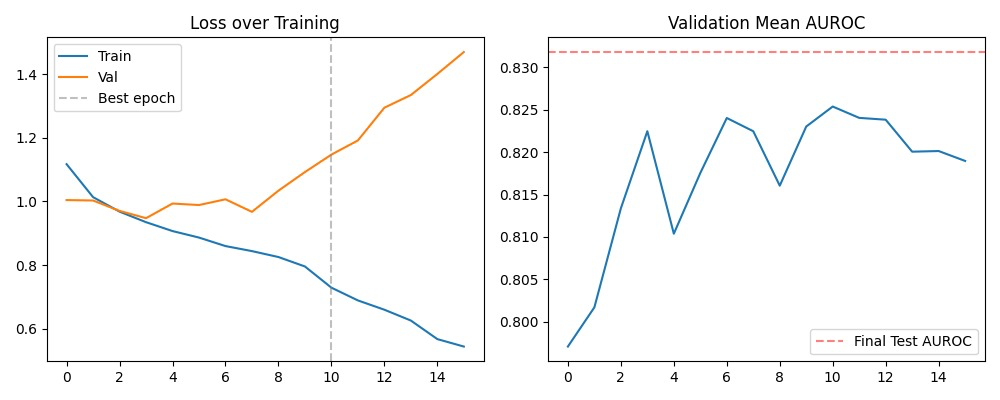 Loss over Training
Train
Val
Best epoch
1.4
1.2
1.0
0.8
0.6
0 2 4 6 8 10 12 14
Validation Mean AUROC
0.830
0.825
0.820
0.815
0.810
0.805
0.800
Final Test AUROC
0 2 4 6 8 10 12 14